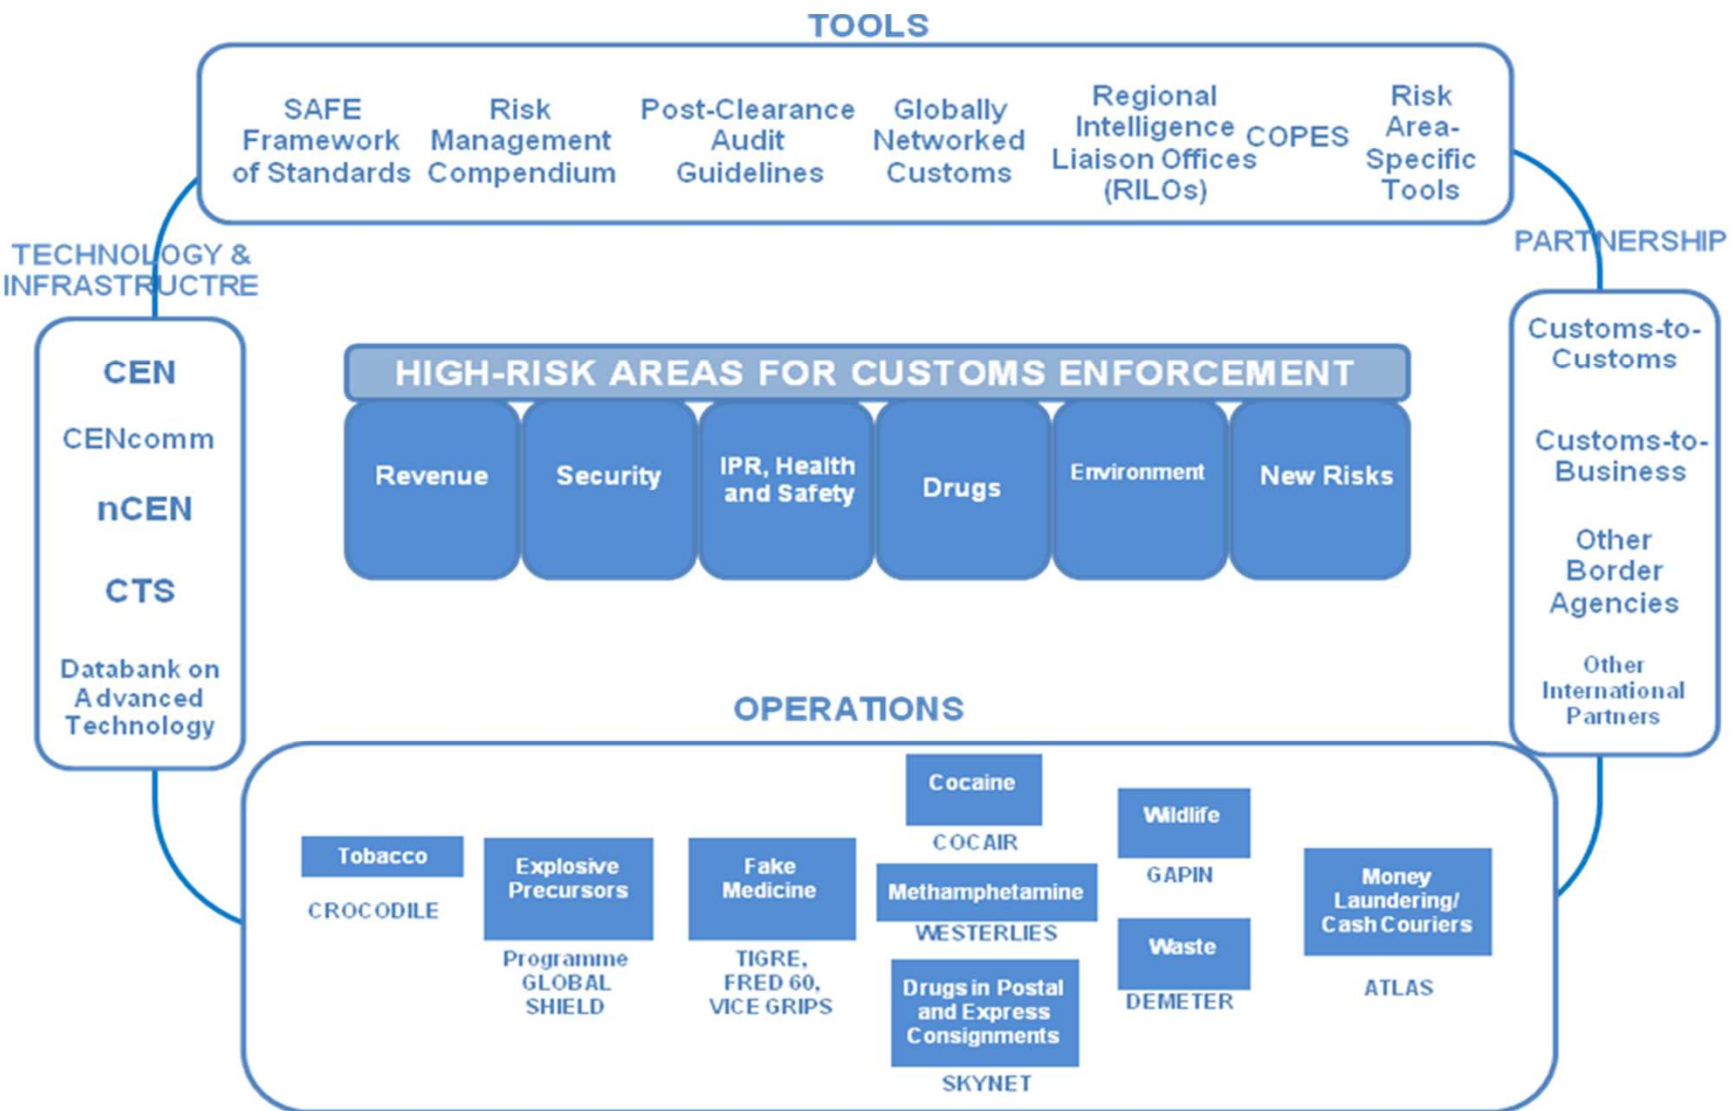 TOOLS
SAFE
Framework
of Standards
Risk
Management
Compendium
Post-Clearance
Audit
Guidelines
Globally
Networked
Customs
Regional
Intelligence
Liaison Offices
(RILOs)
COPES
Risk
Area-
Specific
Tools
TECHNOLOGY &
INFRASTRUCTRE
CEN
CENcomm
nCEN
CTS
Databank on
Advanced
Technology
HIGH-RISK AREAS FOR CUSTOMS ENFORCEMENT
Revenue
Security
IPR, Health
and Safety
Drugs
Environment
New Risks
PARTNERSHIP
Customs-to-
Customs
Customs-to-
Business
Other
Border
Agencies
Other
International
Partners
OPERATIONS
Tobacco
CROCODILE
Explosive
Precursors
Programme
GLOBAL
SHIELD
Fake
Medicine
TIGRE,
FRED 60,
VICE GRIPS
Cocaine
COCAIR
Methamphetamine
WESTERLIES
Drugs in Postal
and Express
Consignments
SKYNET
Wildlife
GAPIN
Waste
DEMETER
Money
Laundering/
Cash Couriers
ATLAS